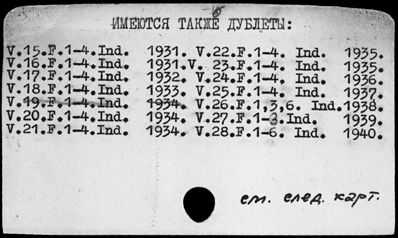 ИМЕЮТСЯ ТАКЖЕ ДУБЛЕТЫ:
V.15.F.1-4.Ind. 1931. V.22.F.1-4. Ind. 1935.
V.16.F.1-4.Ind. 1931. V. 23.F.1-4. Ind. 1935.
V.17.F.1-4.Ind. 1932. V.24.F.1-4. Ind. 1936.
V.18.F.1-4.Ind. 1933. V.25.F.1-4. Ind. 1937.
V.19.F.1-4.Ind. 1934. V.26.F.1,3,6. Ind.1938.
V.20.F.1-4.Ind. 1934. V.27.F.1-3.Ind. 1939.
V.21.F.1-4.Ind. 1934. V.28.F.1-6. Ind. 1940.
см. след. карт.